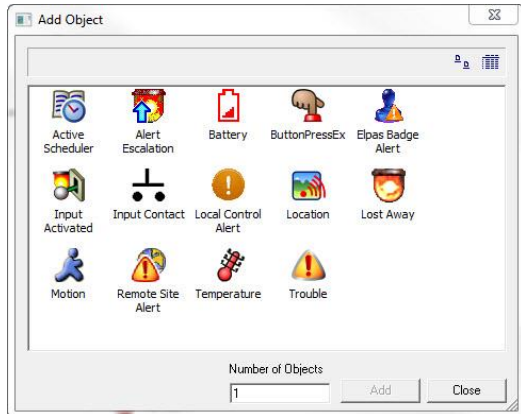 Add Object
Active
Scheduler
Alert
Escalation
Battery
ButtonPressEx
Elpas Badge
Alert
Input
Activated
Input Contact
Local Control
Alert
Location
Lost Away
Motion
Remote Site
Alert
Temperature
Trouble
Number of Objects
1
Add
Close